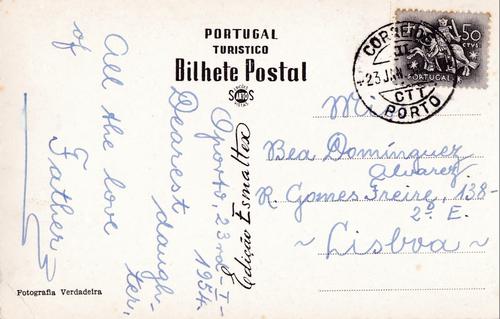 PORTUGAL
TURISTICO
Bilhete Postal
SANTOS
Edição Esmaltex
Oporto, 23rd-I-
1954.
Dearest daugh-
ter,
All the love
of
Father
CORREIOS
23 JAN
CTT
PORTO
50
CTVS.
PORTUGAL
Bea Domínguez
Alvarez.
R. Gomes Freire, 138-
2º E.
~ Lisboa ~
Fotografia Verdadeira